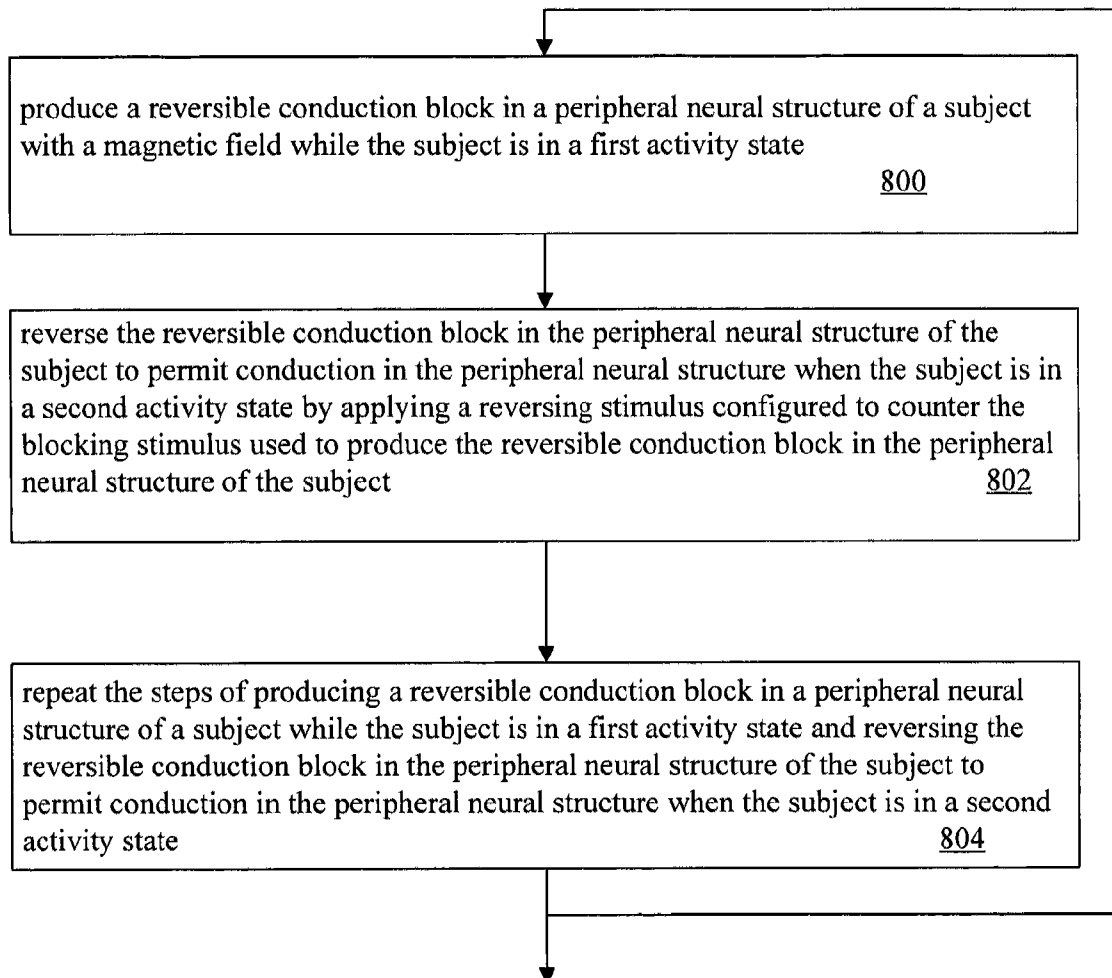 produce a reversible conduction block in a peripheral neural structure of a subject
with a magnetic field while the subject is in a first activity state
800
reverse the reversible conduction block in the peripheral neural structure of the
subject to permit conduction in the peripheral neural structure when the subject is in
a second activity state by applying a reversing stimulus configured to counter the
blocking stimulus used to produce the reversible conduction block in the peripheral
neural structure of the subject 802
repeat the steps of producing a reversible conduction block in a peripheral neural
structure of a subject while the subject is in a first activity state and reversing the
reversible conduction block in the peripheral neural structure of the subject to
permit conduction in the peripheral neural structure when the subject is in a second
activity state 804